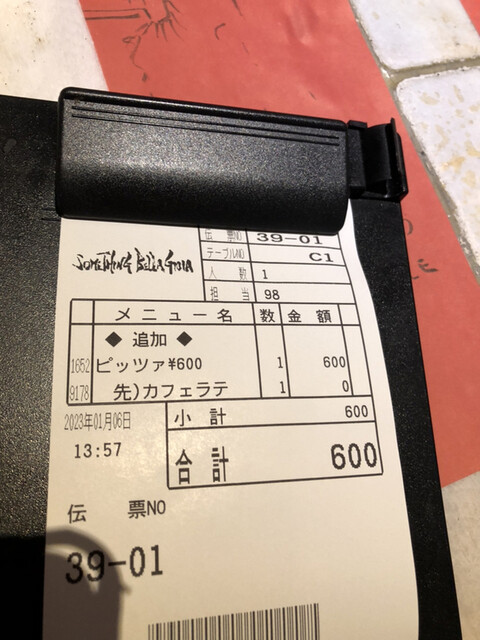 伝 票NO 39-01
SOMETHING BELLA GIOIA
テーブルNO C1
人 数 1
担 当 98
メニュー名 数 金 額
◆ 追加 ◆
1652 ピッツァ¥600 1 600
9178 先)カフェラテ 1 0
2023年01月06日
小 計 600
13:57
合 計 600
伝 票NO
39-01